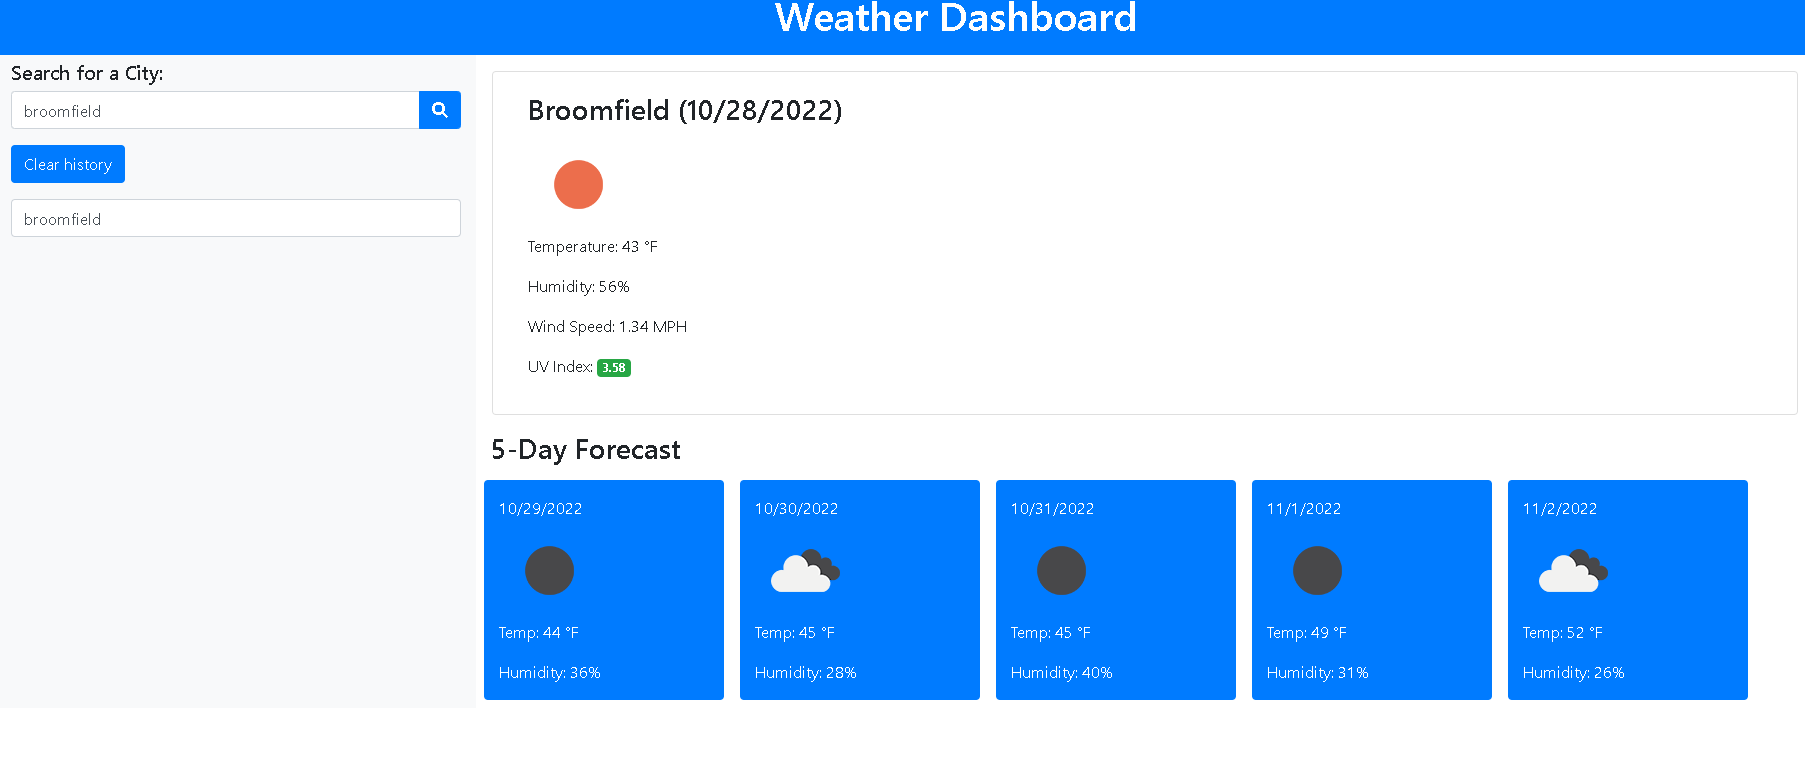 Weather Dashboard
Search for a City:
broomfield
Clear history
broomfield
Broomfield (10/28/2022)
Temperature: 43 °F
Humidity: 56%
Wind Speed: 1.34 MPH
UV Index: 3.58
5-Day Forecast
10/29/2022
Temp: 44 °F
Humidity: 36%
10/30/2022
Temp: 45 °F
Humidity: 28%
10/31/2022
Temp: 45 °F
Humidity: 40%
11/1/2022
Temp: 49 °F
Humidity: 31%
11/2/2022
Temp: 52 °F
Humidity: 26%